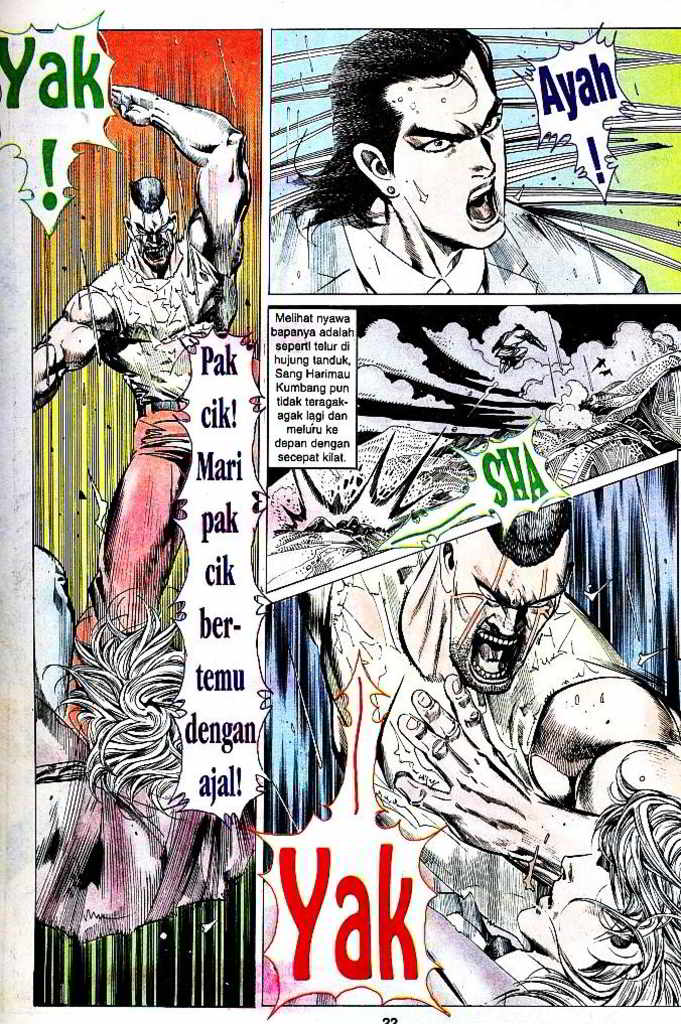 Yak
!
Pak
cik!
Mari
pak
cik
ber-
temu
dengan
ajal!
Ayah
!
Melihat nyawa
bapanya adalah
seperti telur di
hujung tanduk,
Sang Harimau
Kumbang pun
tidak teragak-
agak lagi dan
meluru ke
depan dengan
secepat kilat.
SHA
Yak
22